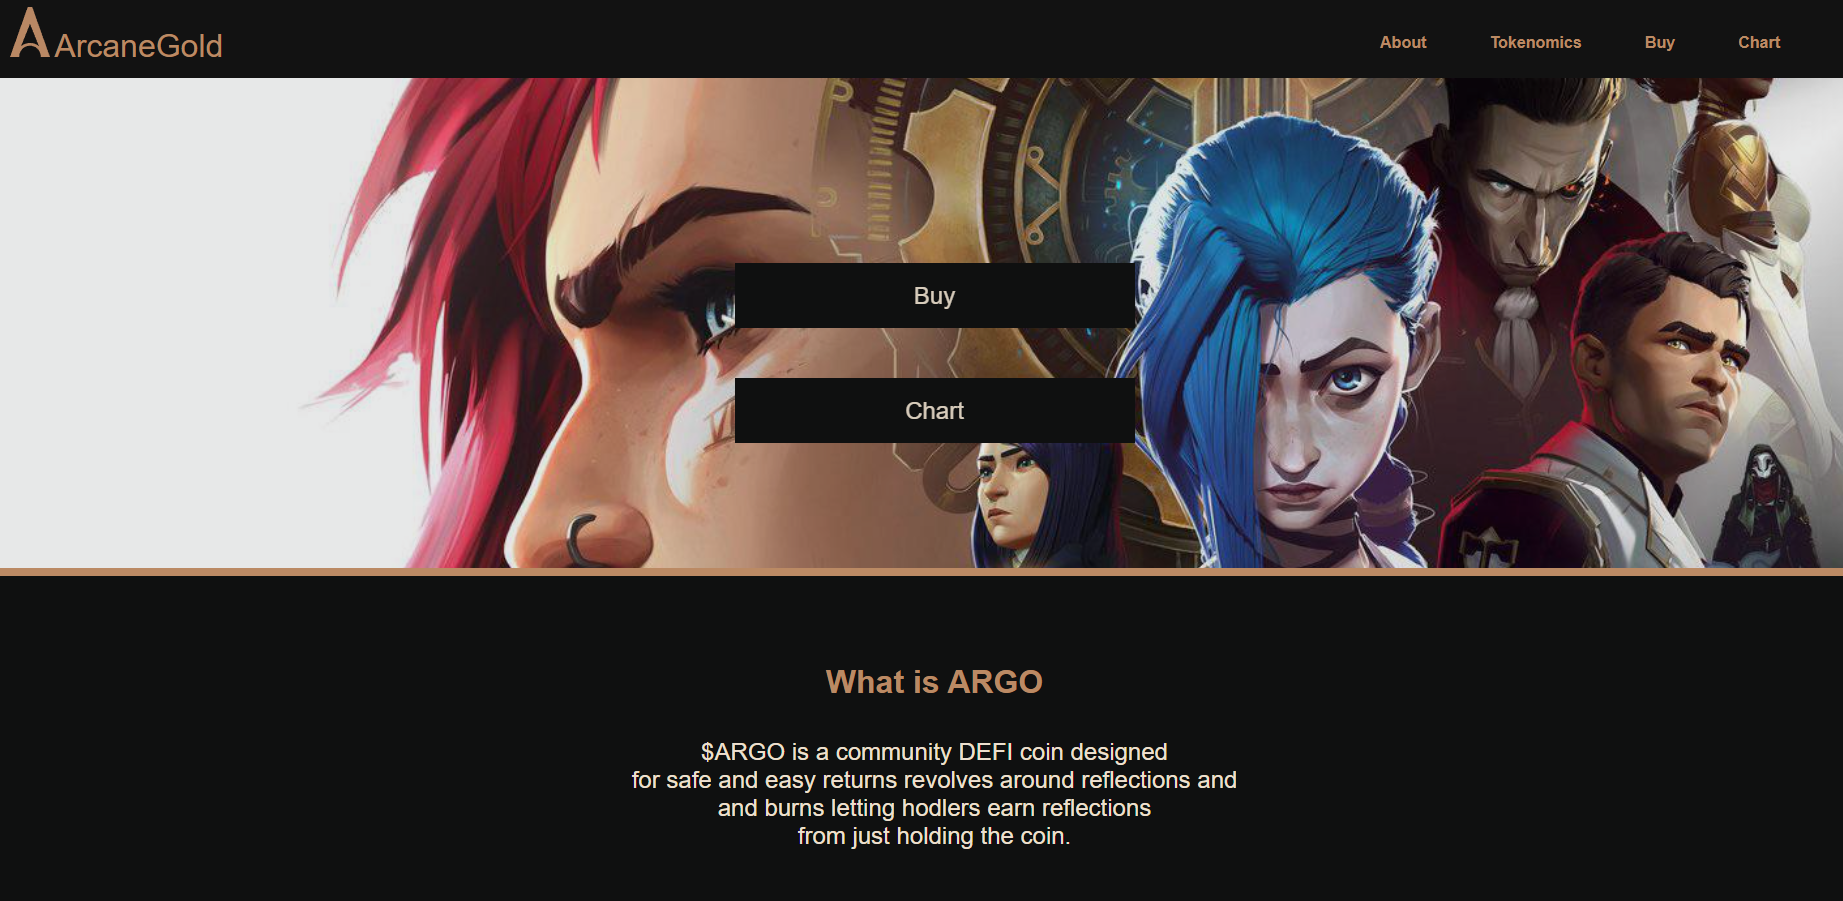 ArcaneGold
About Tokenomics Buy Chart
Buy
Chart
What is ARGO
$ARGO is a community DEFI coin designed
for safe and easy returns revolves around reflections and
and burns letting hodlers earn reflections
from just holding the coin.